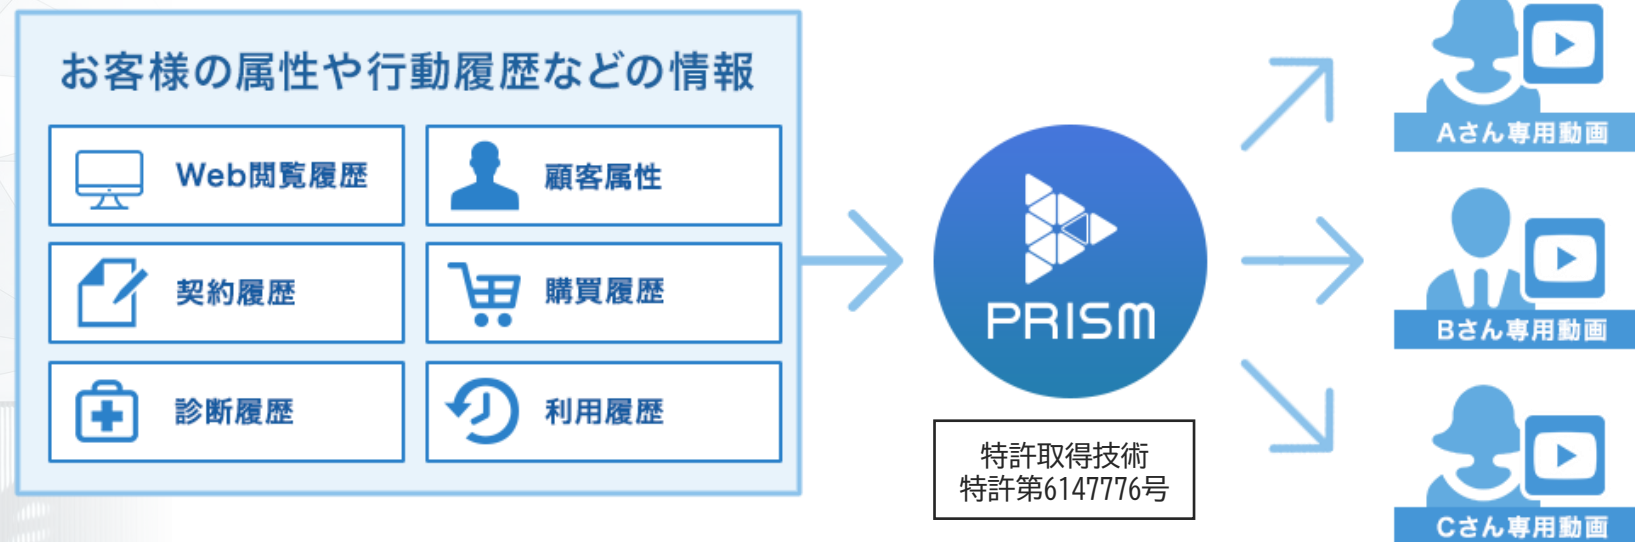 お客様の属性や行動履歴などの情報
Web閲覧履歴
顧客属性
契約履歴
購買履歴
診断履歴
利用履歴
PRISM
特許取得技術
特許第6147776号
Aさん専用動画
Bさん専用動画
Cさん専用動画